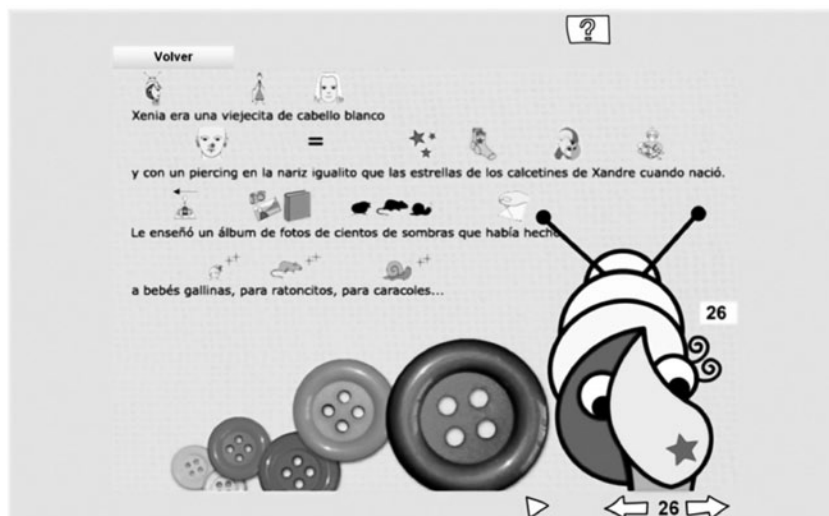 ?
Volver
Xenia era una viejecita de cabello blanco
=
y con un piercing en la nariz igualito que las estrellas de los calcetines de Xandre cuando nació.
Le enseñó un álbum de fotos de cientos de sombras que había hecho
a bebés gallinas, para ratoncitos, para caracoles...
26
26